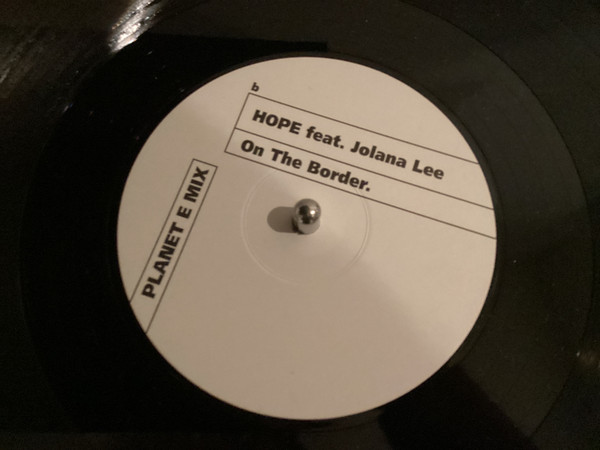 b
HOPE feat. Jolana Lee
On The Border.
PLANET E MIX